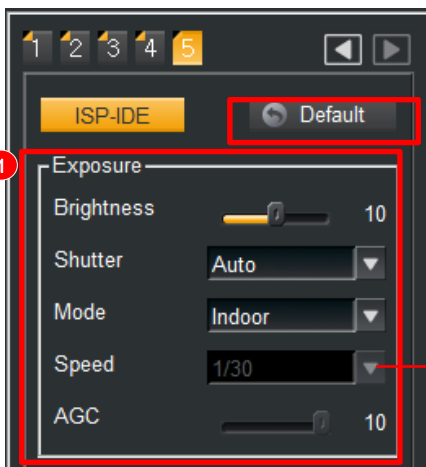 1 2 3 4 5
ISP-IDE Default
Exposure
Brightness 10
Shutter Auto
Mode Indoor
Speed 1/30
AGC 10